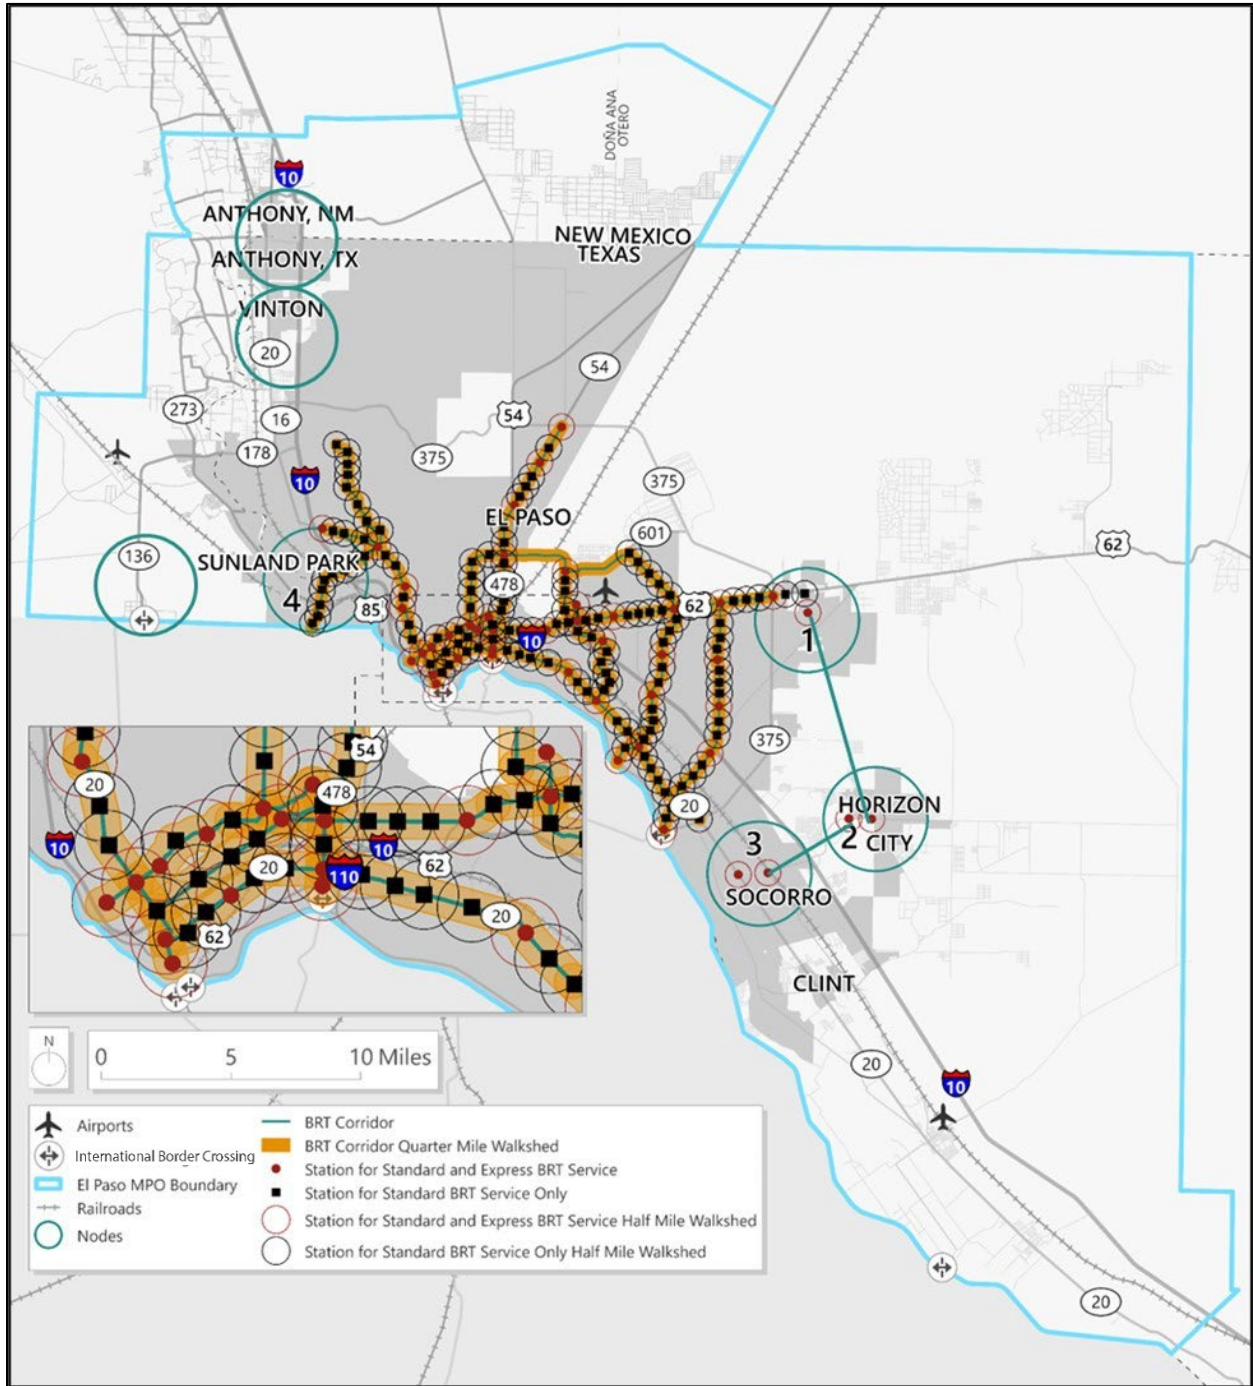 DOÑA ANA
OTERO
10
ANTHONY, NM
NEW MEXICO
TEXAS
ANTHONY, TX
VINTON
20
54
273
16
54
178
375
10
375
EL PASO
601
62
136
SUNLAND PARK
478
4
85
62
10
1
375
54
20
478
20
HORIZON
2
CITY
10
10
62
3
20
110
SOCORRO
20
62
CLINT
N
0 5 10 Miles
20
10
Airports
International Border Crossing
El Paso MPO Boundary
Railroads
Nodes
BRT Corridor
BRT Corridor Quarter Mile Walkshed
Station for Standard and Express BRT Service
Station for Standard BRT Service Only
Station for Standard and Express BRT Service Half Mile Walkshed
Station for Standard BRT Service Only Half Mile Walkshed
20